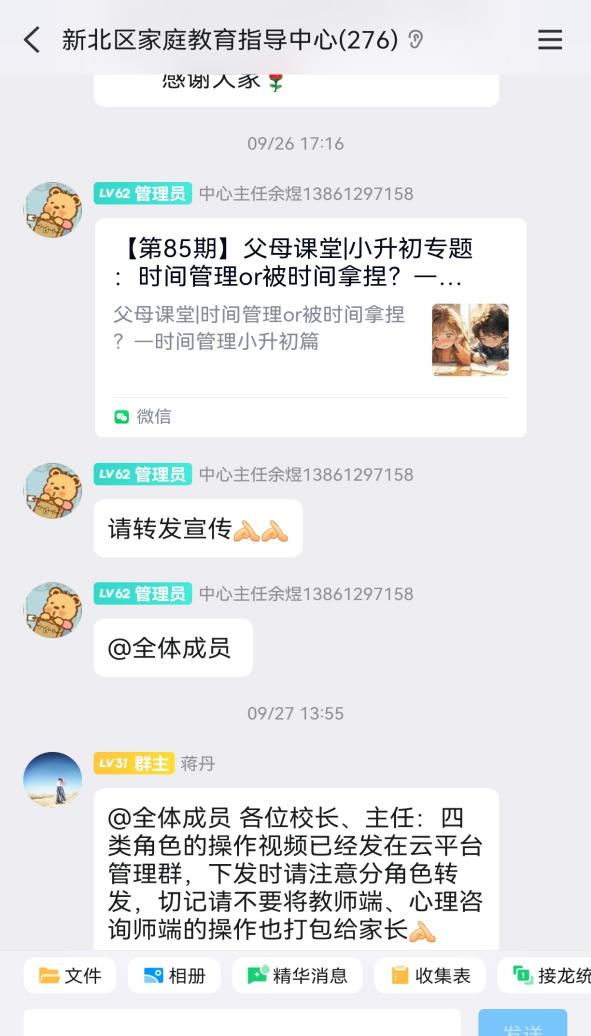 新北区家庭教育指导中心(276)
感谢大家
09/26 17:16
LV62 管理员 中心主任余煜13861297158
【第85期】父母课堂|小升初专题
：时间管理or被时间拿捏？一...
父母课堂|时间管理or被时间拿捏
？一时间管理小升初篇
微信
LV62 管理员 中心主任余煜13861297158
请转发宣传
LV62 管理员 中心主任余煜13861297158
@全体成员
09/27 13:55
LV31 群主 蒋丹
@全体成员 各位校长、主任：四
类角色的操作视频已经发在云平台
管理群，下发时请注意分角色转
发，切记请不要将教师端、心理咨
询师端的操作也打包给家长
文件 相册 精华消息 收集表 接龙统
发送